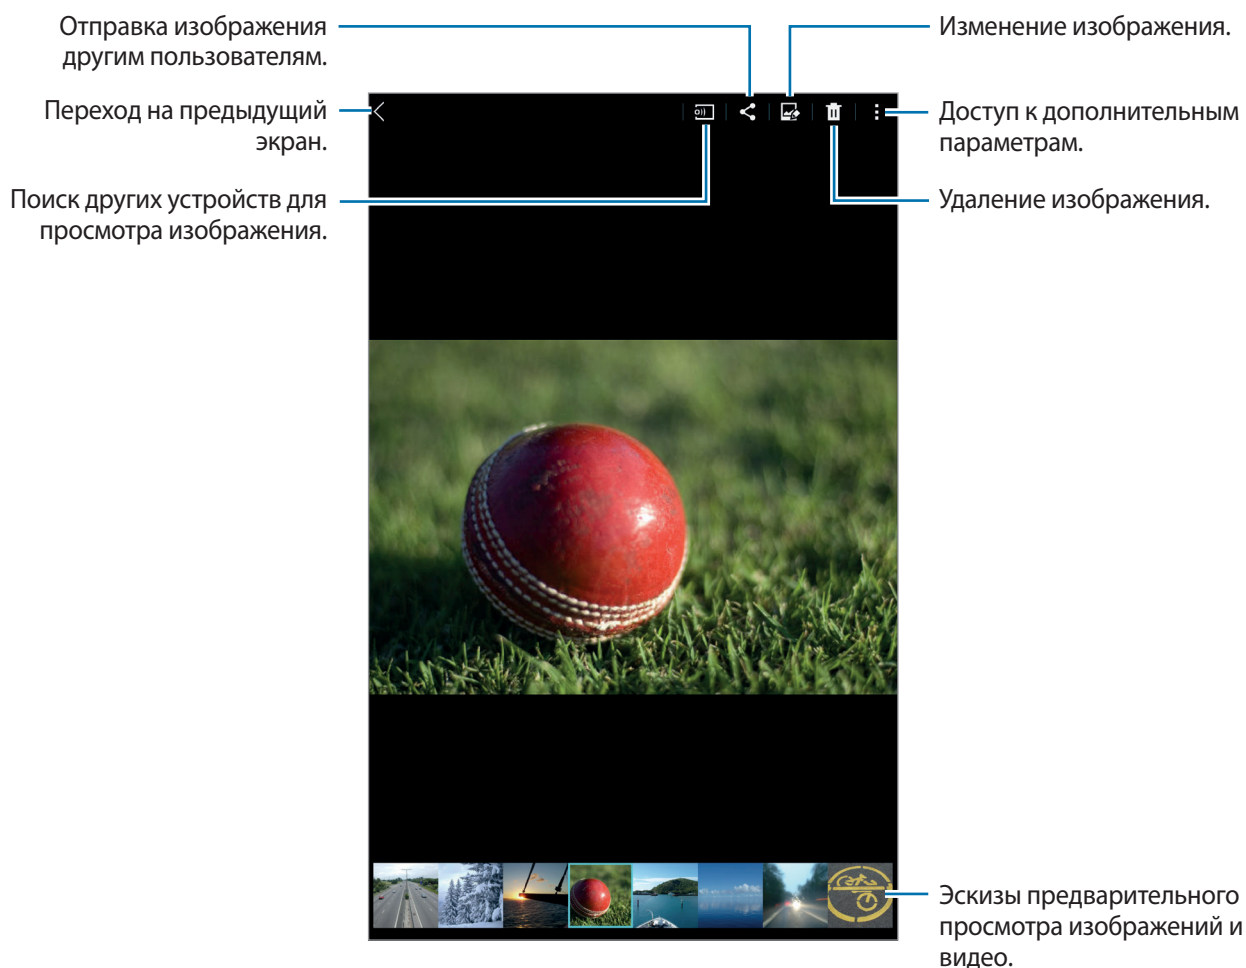 Отправка изображения
другим пользователям.
Изменение изображения.
Переход на предыдущий
экран.
Доступ к дополнительным
параметрам.
Поиск других устройств для
просмотра изображения.
Удаление изображения.
Эскизы предварительного
просмотра изображений и
видео.